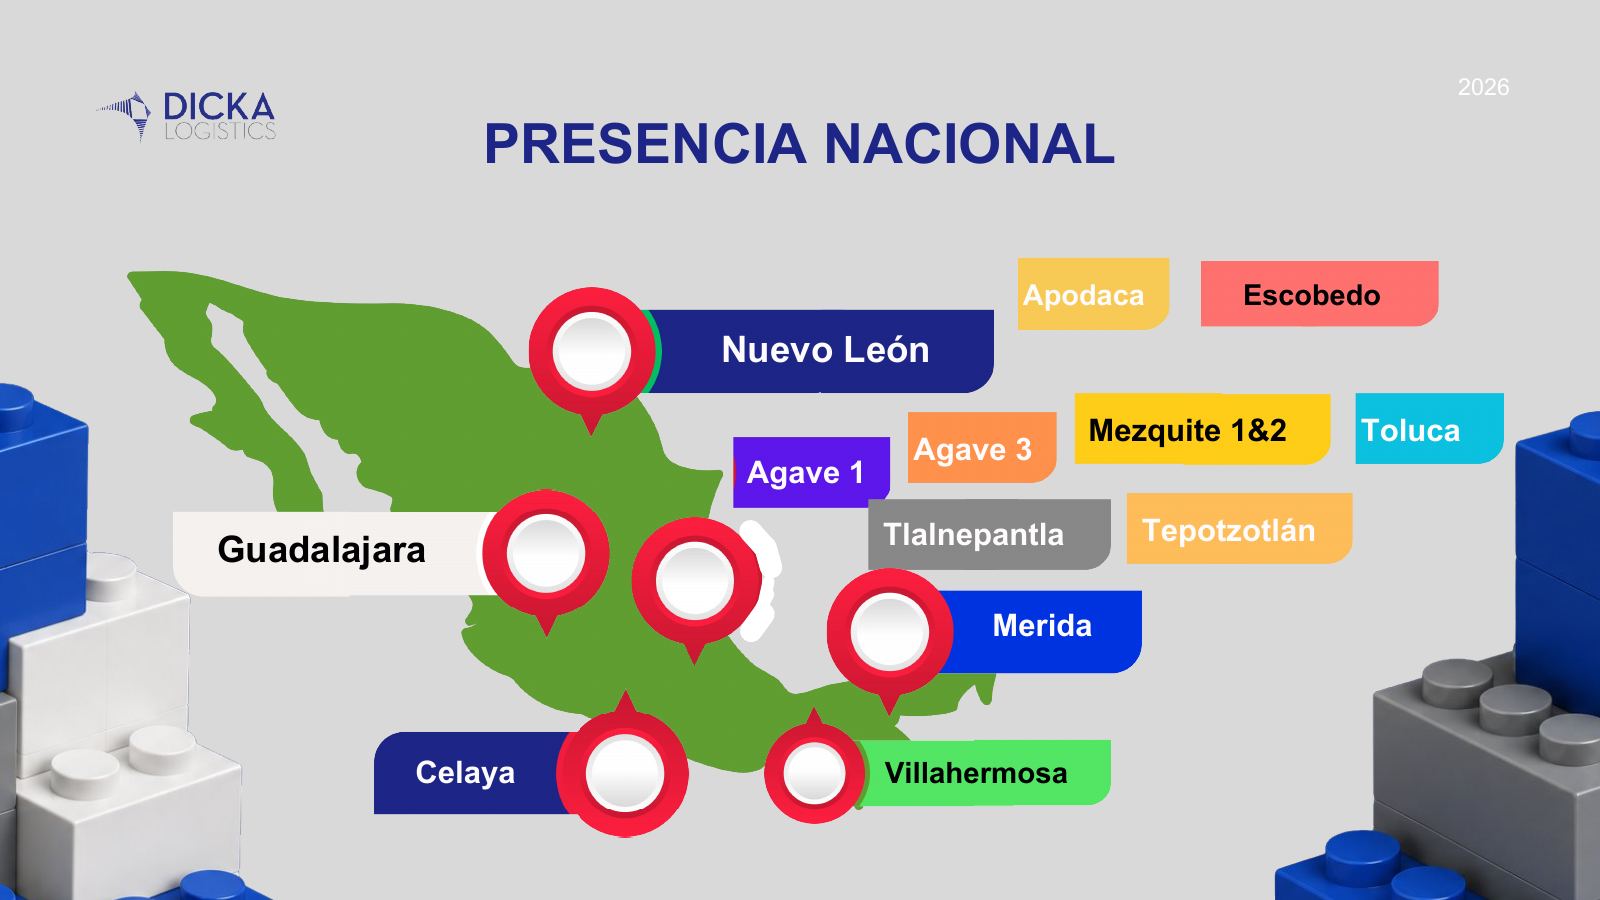 2026
DICKA
LOGISTICS
PRESENCIA NACIONAL
Apodaca
Escobedo
Nuevo León
Agave 1
Agave 3
Mezquite 1&2
Toluca
Tlalnepantla
Tepotzotlán
Guadalajara
Merida
Celaya
Villahermosa